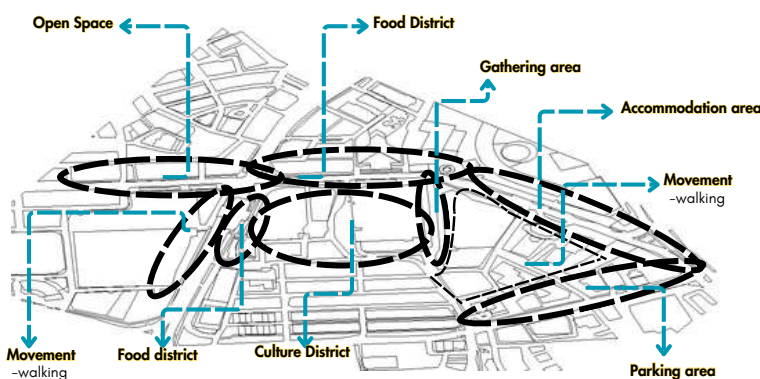 Open Space
Food District
Gathering area
Accommodation area
Movement
-walking
Movement
-walking
Food district
Culture District
Parking area